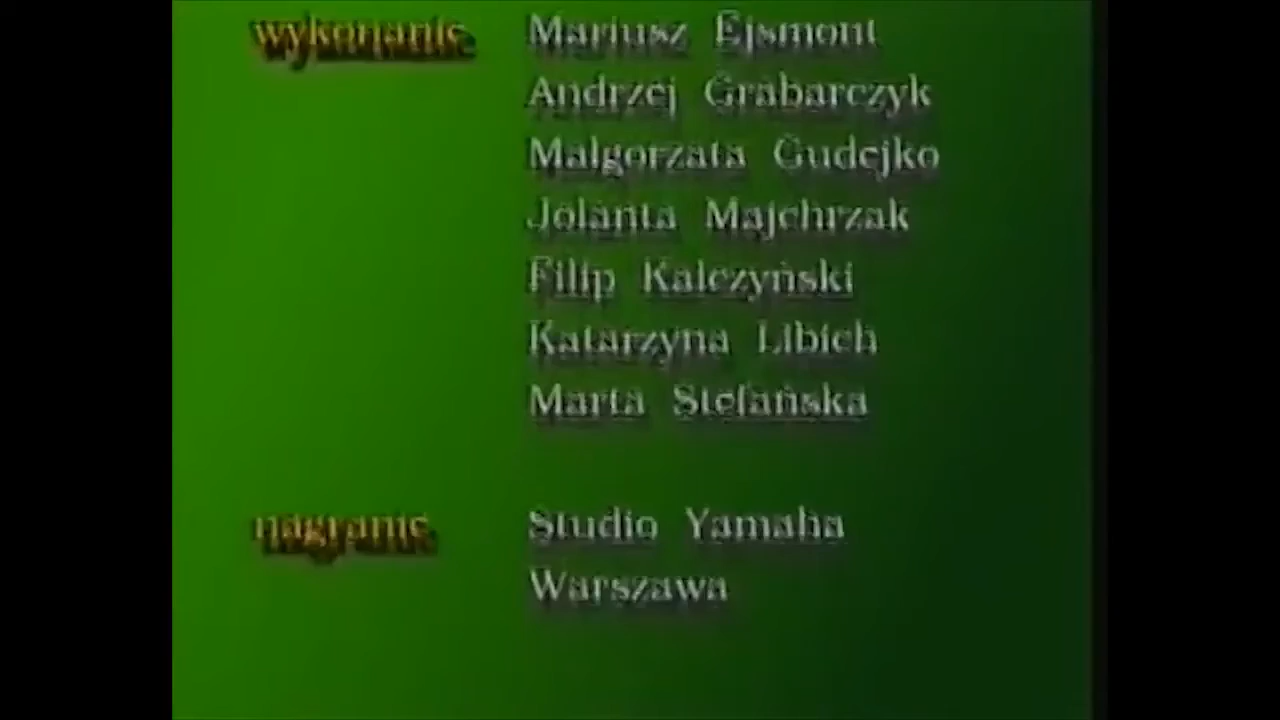 wykonanie Mariusz Ejsmont
Andrzej Grabarczyk
Małgorzata Gudejko
Jolanta Majchrzak
Filip Kalczyński
Katarzyna Libich
Marta Stefańska
nagranie Studio Yamaha
Warszawa